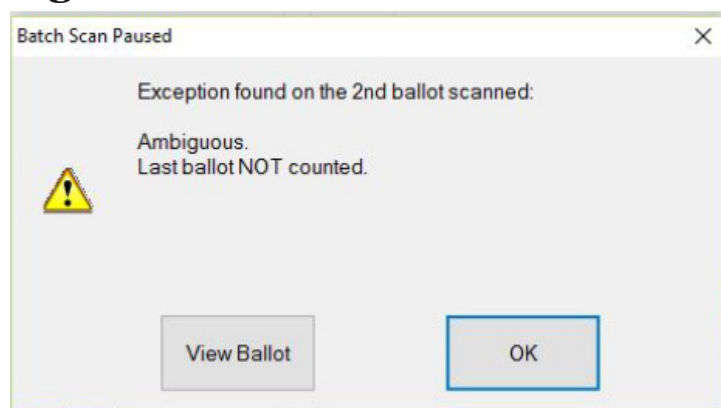 Batch Scan Paused
Exception found on the 2nd ballot scanned:
Ambiguous.
Last ballot NOT counted.
View Ballot
OK